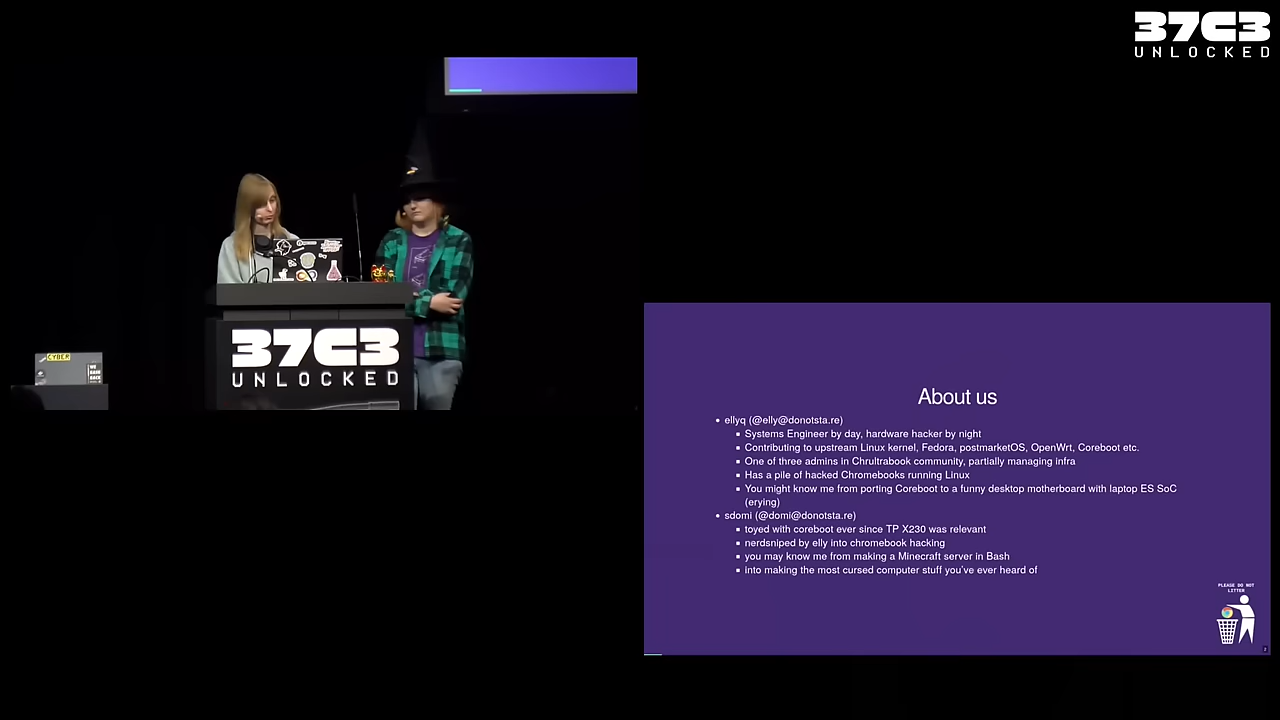 37C3
UNLOCKED
CYBER
37C3
UNLOCKED
About us
ellyq (@elly@donotsta.re)
Systems Engineer by day, hardware hacker by night
Contributing to upstream Linux kernel, Fedora, postmarketOS, OpenWrt, Coreboot etc.
One of three admins in Chrultrabook community, partially managing infra
Has a pile of hacked Chromebooks running Linux
You might know me from porting Coreboot to a funny desktop motherboard with laptop ES SoC
(erying)
sdomi (@domi@donotsta.re)
toyed with coreboot ever since TP X230 was relevant
nerdsniped by elly into chromebook hacking
you may know me from making a Minecraft server in Bash
into making the most cursed computer stuff you've ever heard of
PLEASE DO NOT
LITTER
2